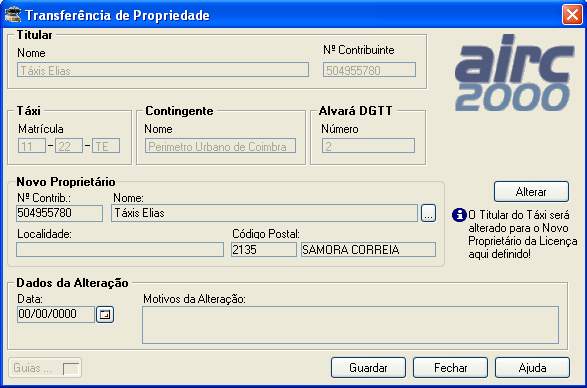 Transferência de Propriedade
Titular
Nome
Nº Contribuinte
Táxis Elias
504955780
airc
2000
Táxi
Contingente
Alvará DGTT
Matrícula
Nome
Número
11 - 22 - TE
Perimetro Urbano de Coimbra
2
Novo Proprietário
Nº Contrib.:
Nome:
504955780
Táxis Elias
...
Localidade:
Código Postal:
2135
SAMORA CORREIA
Alterar
O Titular do Táxi será
alterado para o Novo
Proprietário da Licença
aqui definido!
Dados da Alteração
Data:
Motivos da Alteração:
00/00/0000
Guias ...
Guardar
Fechar
Ajuda